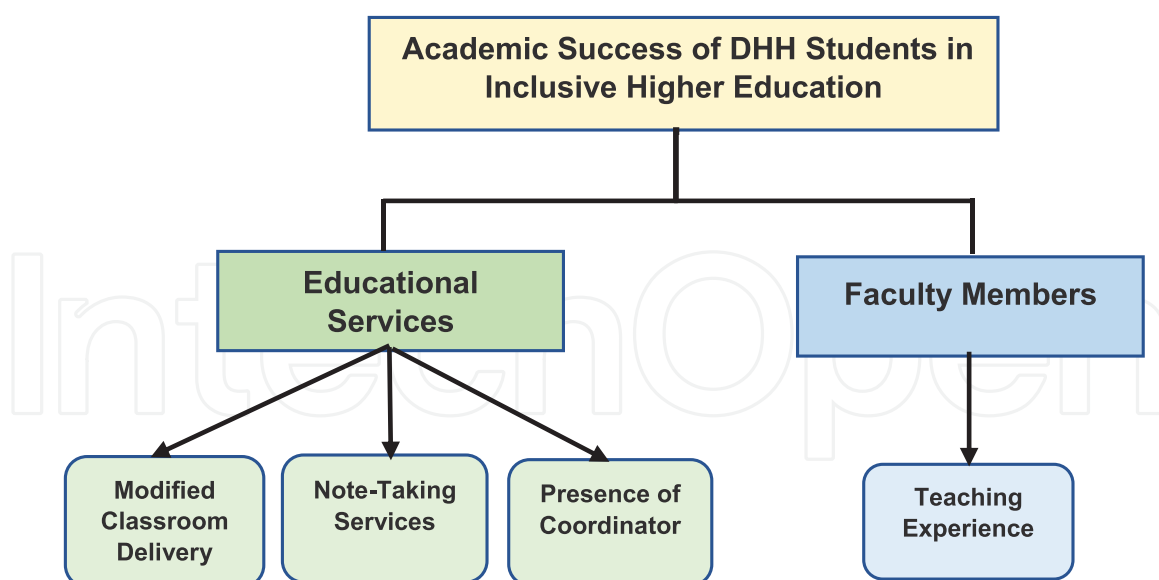 Academic Success of DHH Students in
Inclusive Higher Education
Educational
Services
Faculty Members
Modified
Classroom
Delivery
Note-Taking
Services
Presence of
Coordinator
Teaching
Experience
IntechOpen